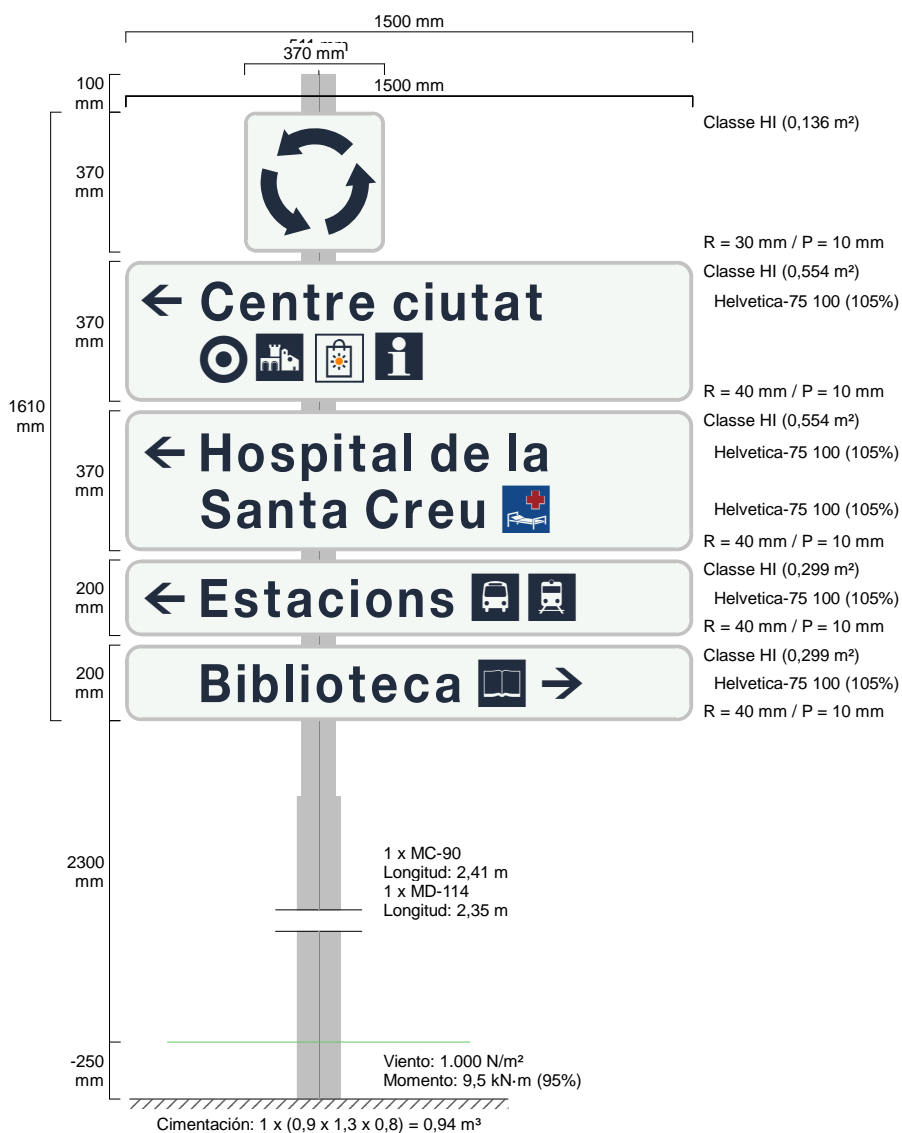 1500 mm
370 mm
100
mm
1500 mm
Classe HI (0,136 m²)
370
mm
R = 30 mm / P = 10 mm
Classe HI (0,554 m²)
Centre ciutat
Helvetica-75 100 (105%)
370
mm
i
R = 40 mm / P = 10 mm
1610
mm
Classe HI (0,554 m²)
Hospital de la
Helvetica-75 100 (105%)
370
mm
Santa Creu
Helvetica-75 100 (105%)
R = 40 mm / P = 10 mm
Classe HI (0,299 m²)
200
mm
Estacions
Helvetica-75 100 (105%)
R = 40 mm / P = 10 mm
Classe HI (0,299 m²)
200
mm
Biblioteca
Helvetica-75 100 (105%)
R = 40 mm / P = 10 mm
2300
mm
1 x MC-90
Longitud: 2,41 m
1 x MD-114
Longitud: 2,35 m
-250
mm
Viento: 1.000 N/m²
Momento: 9,5 kN·m (95%)
Cimentación: 1 x (0,9 x 1,3 x 0,8) = 0,94 m³